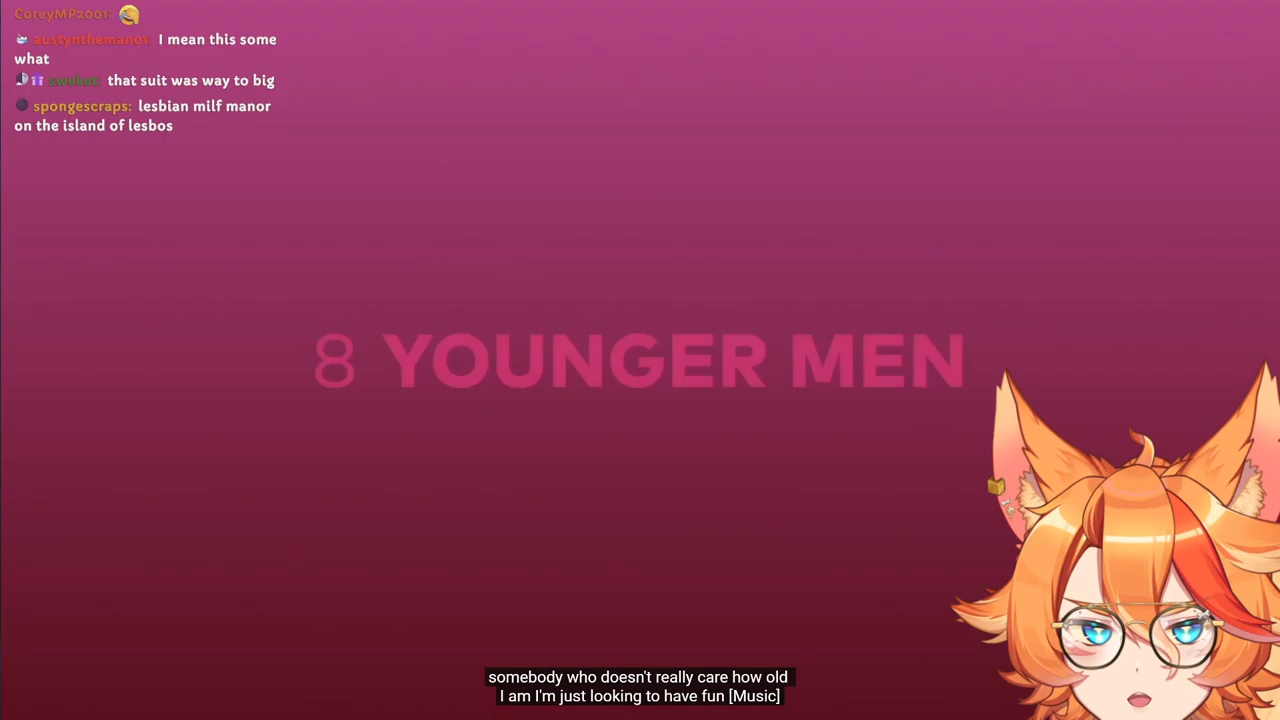 CoreyMP2001:
austynthemano1: I mean this some
what
sweket: that suit was way to big
spongescraps: lesbian milf manor
on the island of lesbos
8 YOUNGER MEN
somebody who doesn't really care how old
I am I'm just looking to have fun [Music]